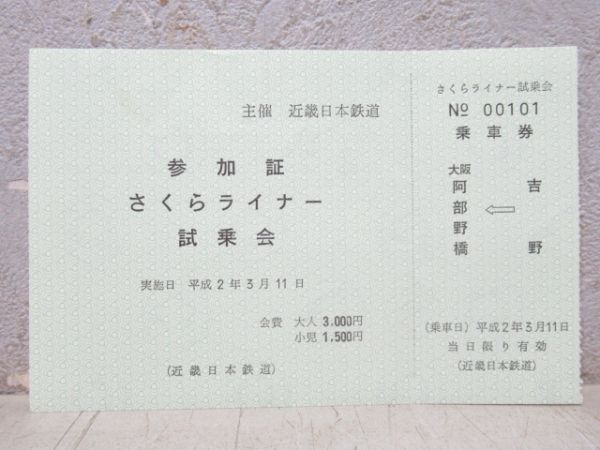 主催 近畿日本鉄道
参加証
さくらライナー
試乗会
実施日 平成2年3月11日
会費 大人 3,000円
小児 1,500円
(近畿日本鉄道)
さくらライナー試乗会
№ 00101
乗車券
大阪阿部野橋 ⇦ 吉野
(乗車日) 平成2年3月11日
当日限り有効
(近畿日本鉄道)